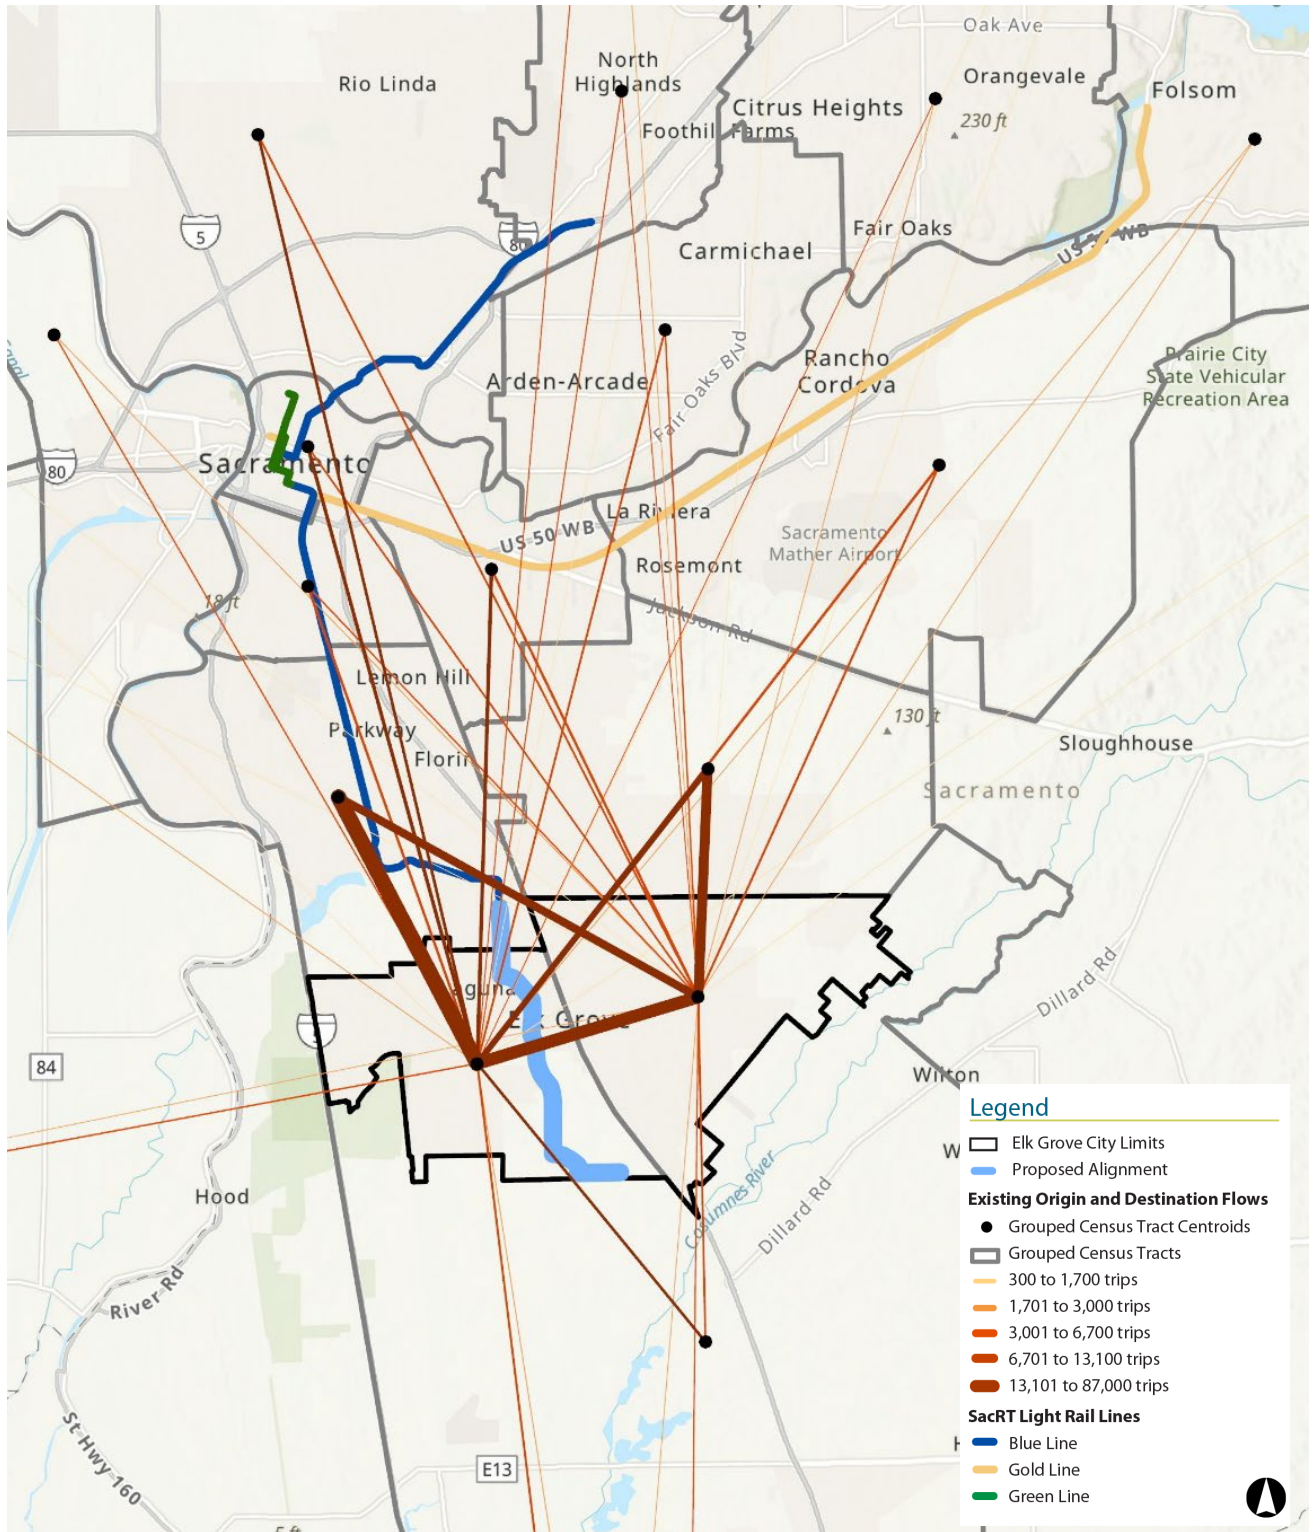 Oak Ave
North
Highlands
Rio Linda
Orangevale
Folsom
Citrus Heights
Foothill Farms
230 ft
5
80
Fair Oaks
US-50 WB
Carmichael
Rancho
Cordova
Prairie City
State Vehicular
Recreation Area
Arden-Arcade
Fair Oaks Blvd
80
Sacramento
La Riviera
US-50 WB
Sacramento
Mather Airport
Rosemont
18 ft
Jackson Rd
Lemon Hill
Parkway
Florin
130 ft
Sloughhouse
Sacramento
Dillard Rd
Laguna
Elk Grove
5
84
Wilton
W
Hood
Cosumnes River
Dillard Rd
River Rd
St Hwy 160
E13
H
5 ft
Legend
Elk Grove City Limits
Proposed Alignment
Existing Origin and Destination Flows
Grouped Census Tract Centroids
Grouped Census Tracts
300 to 1,700 trips
1,701 to 3,000 trips
3,001 to 6,700 trips
6,701 to 13,100 trips
13,101 to 87,000 trips
SacRT Light Rail Lines
Blue Line
Gold Line
Green Line